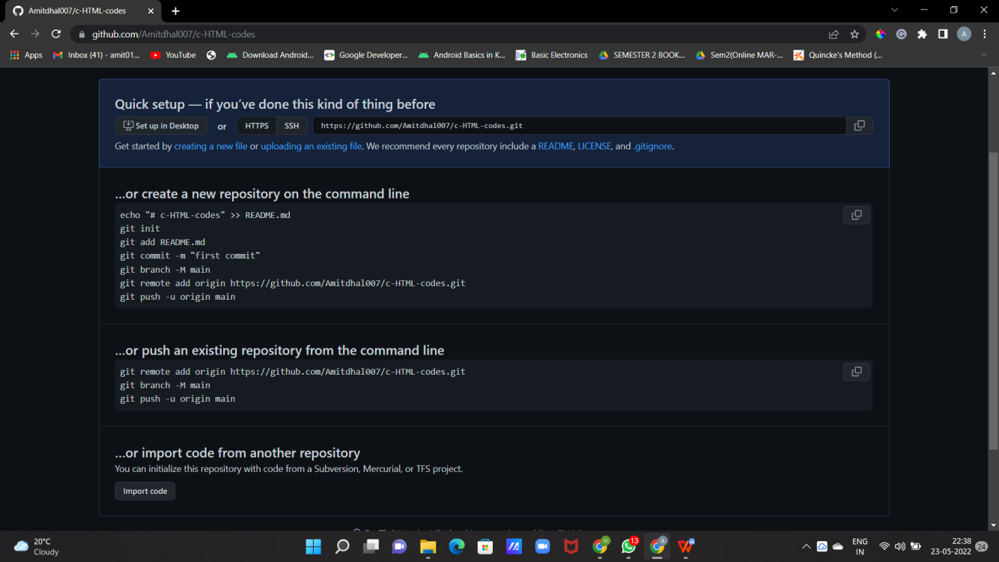 Amitdhal007/c-HTML-codes
github.com/Amitdhal007/c-HTML-codes
A
Apps
Inbox (41) - amit01...
YouTube
Download Android...
Google Developer...
Android Basics in K...
Basic Electronics
SEMESTER 2 BOOK...
Sem2(Online MAR-...
Quincke's Method (...
»
Quick setup — if you've done this kind of thing before
Set up in Desktop or HTTPS SSH https://github.com/Amitdhal007/c-HTML-codes.git
Get started by creating a new file or uploading an existing file. We recommend every repository include a README, LICENSE, and .gitignore.
...or create a new repository on the command line
echo "# c-HTML-codes" >> README.md
git init
git add README.md
git commit -m "first commit"
git branch -M main
git remote add origin https://github.com/Amitdhal007/c-HTML-codes.git
git push -u origin main
...or push an existing repository from the command line
git remote add origin https://github.com/Amitdhal007/c-HTML-codes.git
git branch -M main
git push -u origin main
...or import code from another repository
You can initialize this repository with code from a Subversion, Mercurial, or TFS project.
Import code
20°C
Cloudy
13
ENG
IN
22:38
23-05-2022
24